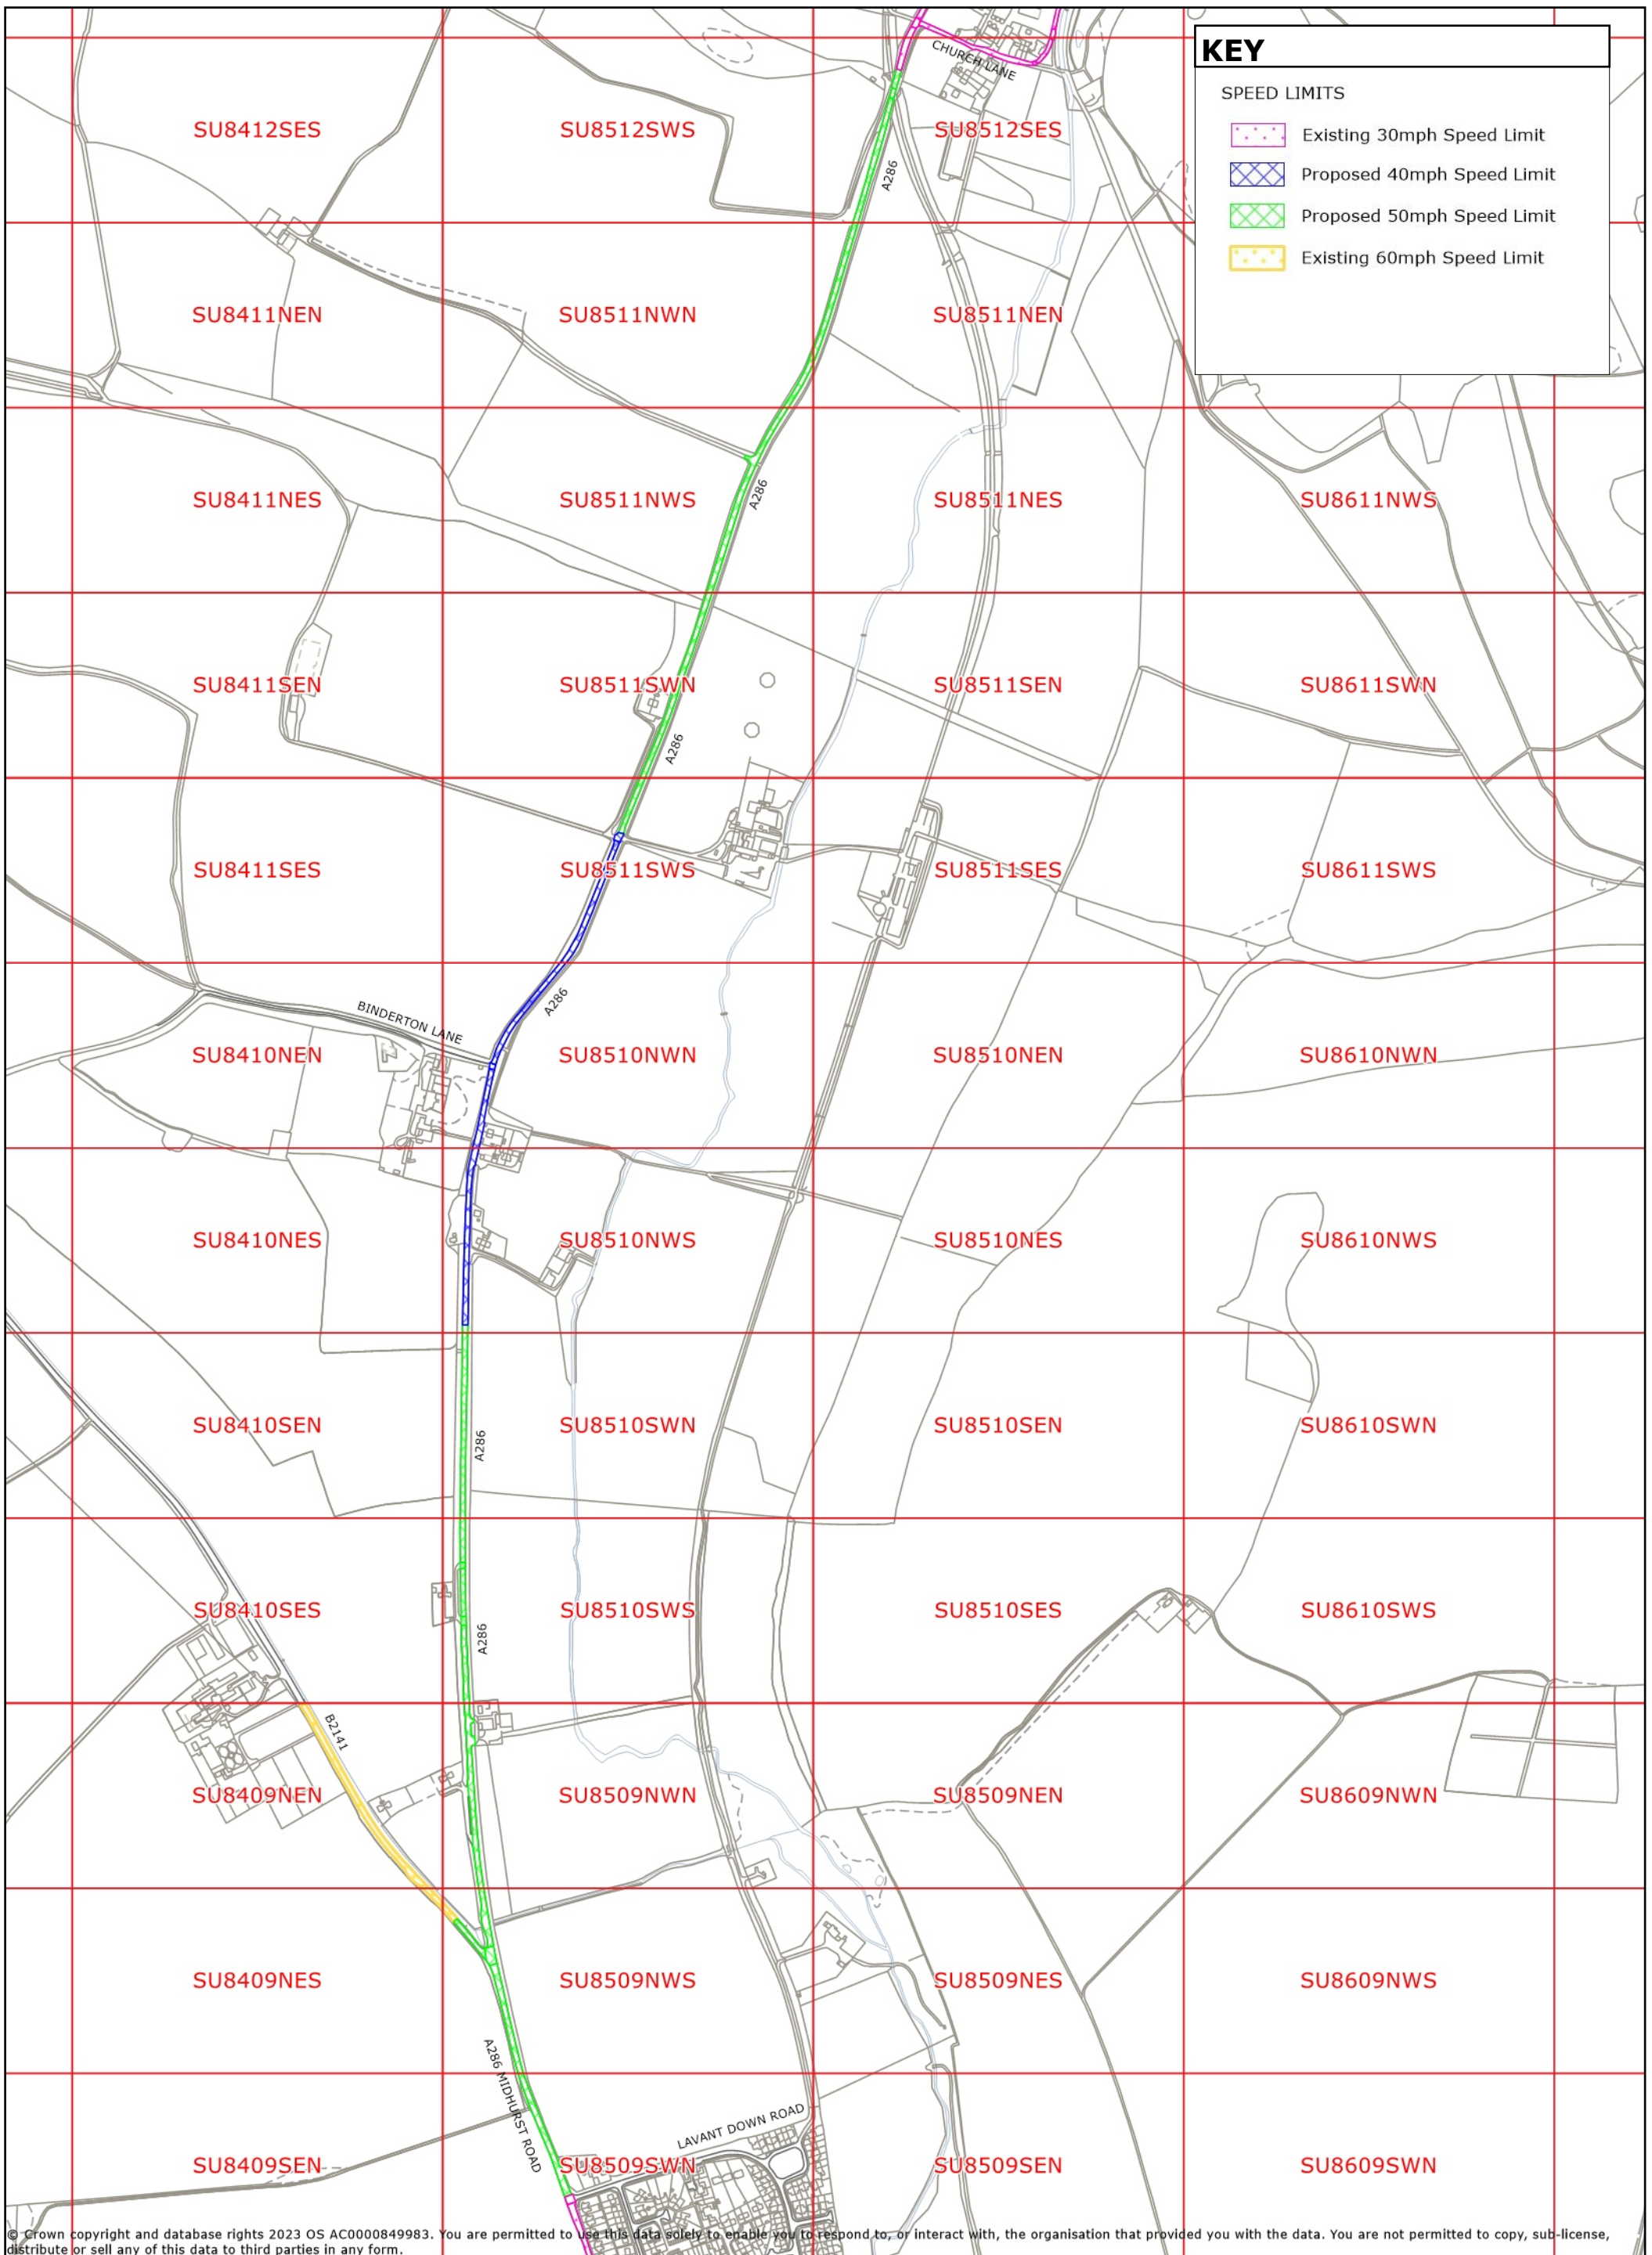 KEY
SPEED LIMITS
Existing 30mph Speed Limit
Proposed 40mph Speed Limit
Proposed 50mph Speed Limit
Existing 60mph Speed Limit
CHURCH LANE
SU8412SES
SU8512SWS
SU8512SES
A286
SU8411NEN
SU8511NWN
SU8511NEN
SU8411NES
SU8511NWS
A286
SU8511NES
SU8611NWS
SU8411SEN
SU8511SWN
SU8511SEN
SU8611SWN
A286
SU8411SES
SU8511SWS
SU8511SES
SU8611SWS
A286
BINDERTON LANE
SU8410NEN
SU8510NWN
SU8510NEN
SU8610NWN
SU8410NES
SU8510NWS
SU8510NES
SU8610NWS
SU8410SEN
SU8510SWN
SU8510SEN
SU8610SWN
A286
SU8410SES
SU8510SWS
SU8510SES
SU8610SWS
A286
B2141
SU8409NEN
SU8509NWN
SU8509NEN
SU8609NWN
SU8409NES
SU8509NWS
SU8509NES
SU8609NWS
A286 MIDHURST ROAD
LAVANT DOWN ROAD
SU8409SEN
SU8509SWN
SU8509SEN
SU8609SWN
© Crown copyright and database rights 2023 OS AC0000849983. You are permitted to use this data solely to enable you to respond to, or interact with, the organisation that provided you with the data. You are not permitted to copy, sub-license,
distribute or sell any of this data to third parties in any form.